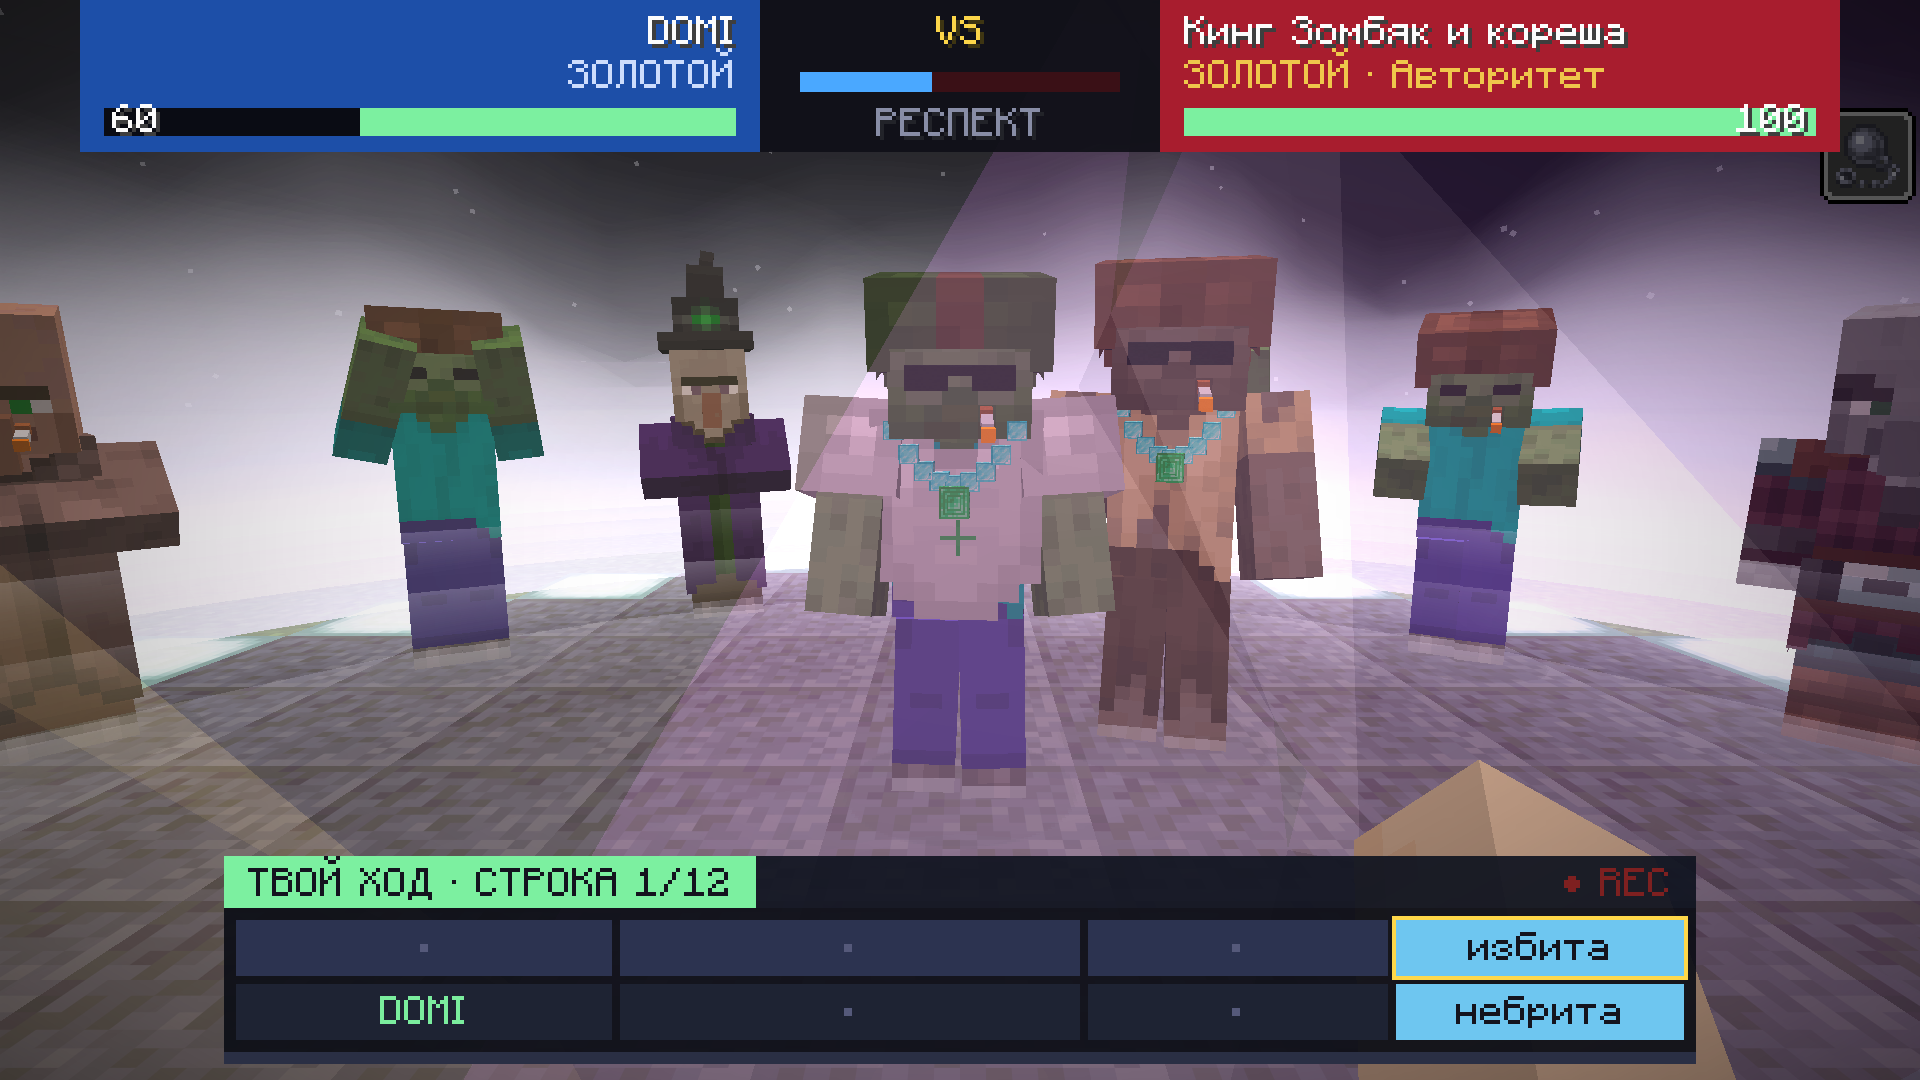 DOMI
ЗОЛОТОЙ
60
VS
РЕСПЕКТ
Кинг Зомбяк и кореша
ЗОЛОТОЙ · Авторитет
100
ТВОЙ ХОД · СТРОКА 1/12
REC
избита
DOMI
небрита